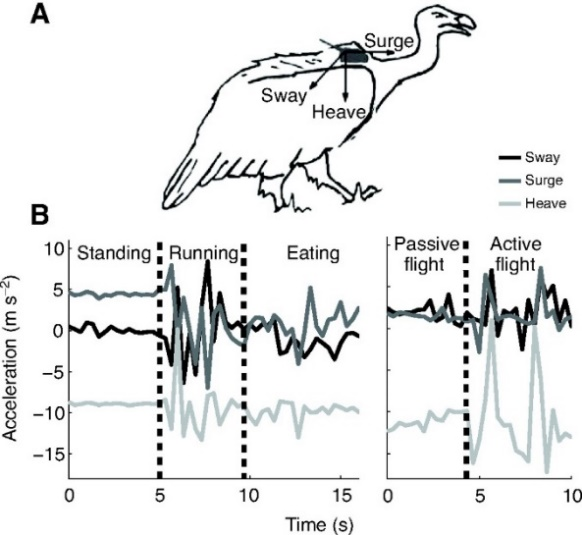 A
Surge
Sway
Heave
Sway
Surge
Heave
B
Standing Running Eating
Passive flight
Active flight
Acceleration (m s−2)
10
5
0
−5
−10
−15
0 5 10 15
0 5 10
Time (s)